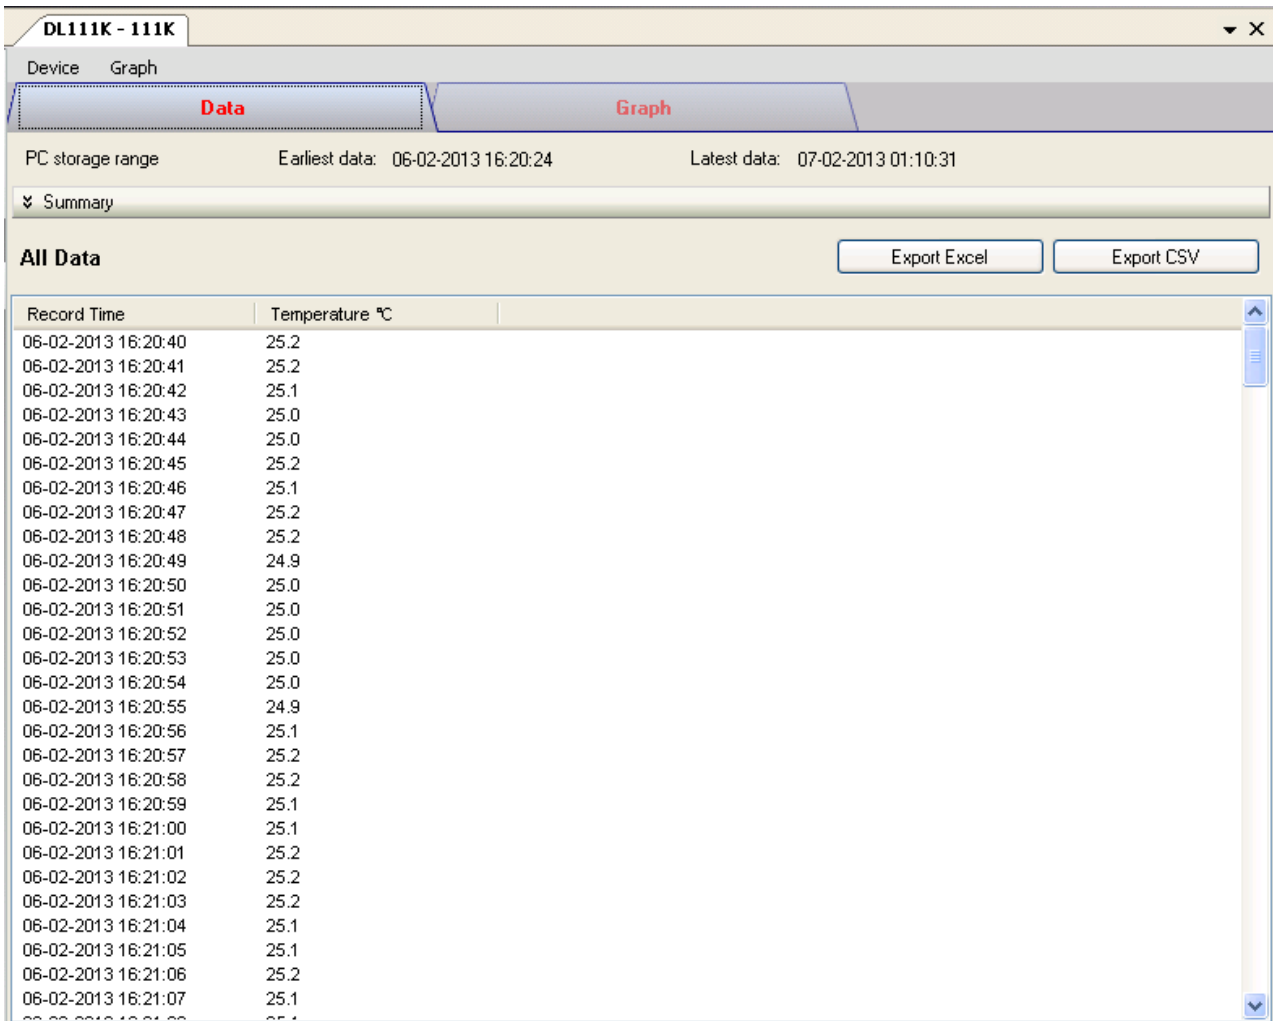 DL111K - 111K
Device Graph
Data Graph
PC storage range Earliest data: 06-02-2013 16:20:24 Latest data: 07-02-2013 01:10:31
Summary
All Data Export Excel Export CSV
Record Time Temperature ℃
06-02-2013 16:20:40 25.2
06-02-2013 16:20:41 25.2
06-02-2013 16:20:42 25.1
06-02-2013 16:20:43 25.0
06-02-2013 16:20:44 25.0
06-02-2013 16:20:45 25.2
06-02-2013 16:20:46 25.1
06-02-2013 16:20:47 25.2
06-02-2013 16:20:48 25.2
06-02-2013 16:20:49 24.9
06-02-2013 16:20:50 25.0
06-02-2013 16:20:51 25.0
06-02-2013 16:20:52 25.0
06-02-2013 16:20:53 25.0
06-02-2013 16:20:54 25.0
06-02-2013 16:20:55 24.9
06-02-2013 16:20:56 25.1
06-02-2013 16:20:57 25.2
06-02-2013 16:20:58 25.2
06-02-2013 16:20:59 25.1
06-02-2013 16:21:00 25.1
06-02-2013 16:21:01 25.2
06-02-2013 16:21:02 25.2
06-02-2013 16:21:03 25.2
06-02-2013 16:21:04 25.1
06-02-2013 16:21:05 25.1
06-02-2013 16:21:06 25.2
06-02-2013 16:21:07 25.1